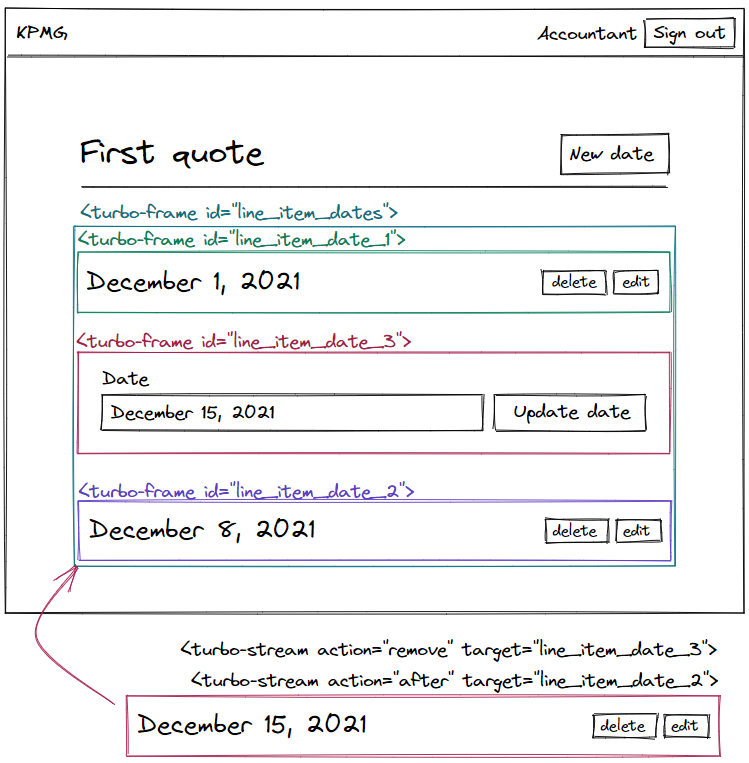 KPMG Accountant Sign out
First quote New date
<turbo-frame id="line_item_dates">
<turbo-frame id="line_item_date_1">
December 1, 2021 delete edit
<turbo-frame id="line_item_date_3">
Date
December 15, 2021 Update date
<turbo-frame id="line_item_date_2">
December 8, 2021 delete edit
<turbo-stream action="remove" target="line_item_date_3">
<turbo-stream action="after" target="line_item_date_2">
December 15, 2021 delete edit